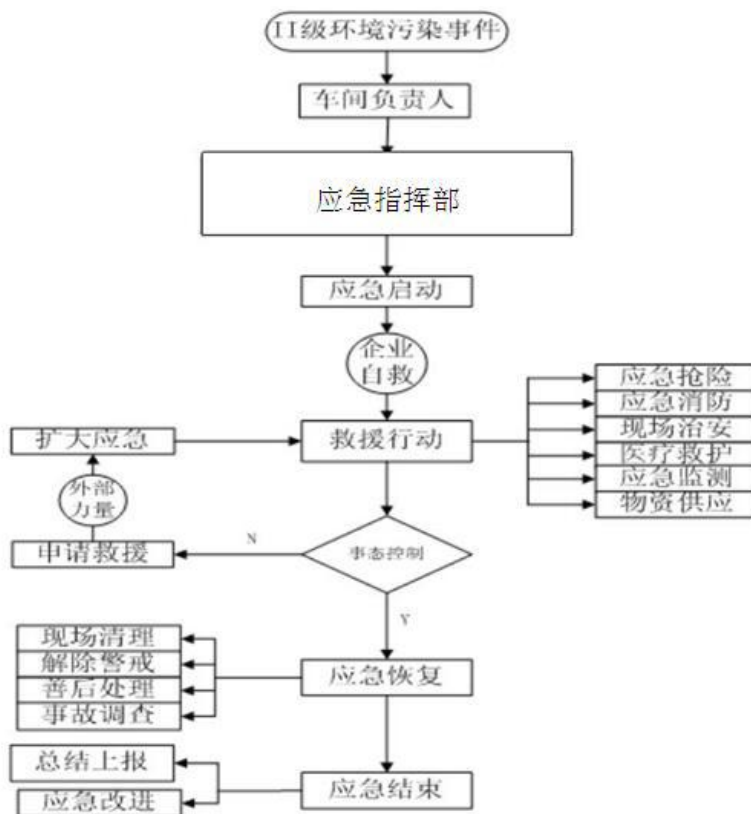 II级环境污染事件
车间负责人
应急指挥部
应急启动
企业
自救
救援行动
应急抢险
应急消防
现场治安
医疗救护
应急监测
物资供应
扩大应急
外部
力量
申请救援
N
事态控制
Y
现场清理
解除警戒
善后处理
事故调查
应急恢复
总结上报
应急改进
应急结束